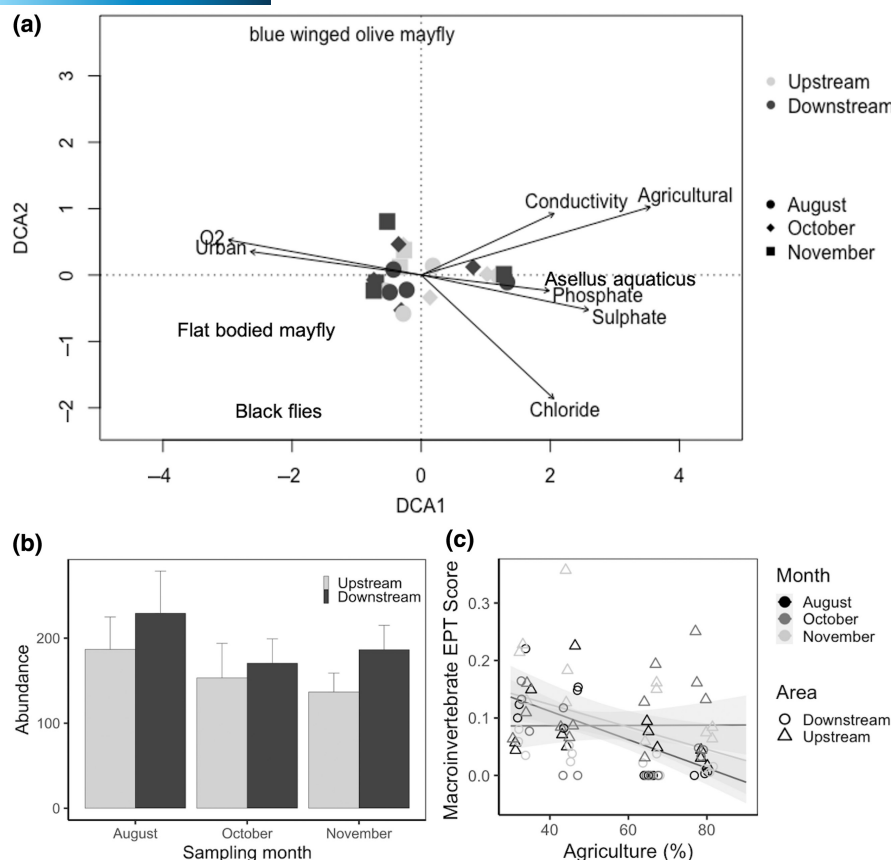 (a)
blue winged olive mayfly
Upstream
Downstream
August
October
November
Conductivity
Agricultural
O2
Urban
Asellus aquaticus
Phosphate
Sulphate
Flat bodied mayfly
Black flies
Chloride
DCA2
3
2
1
0
−1
−2
−4
−2
0
2
4
DCA1
(b)
Upstream
Downstream
Abundance
200
100
0
August
October
November
Sampling month
(c)
Macroinvertebrate EPT Score
0.3
0.2
0.1
0.0
40
60
80
Agriculture (%)
Month
August
October
November
Area
Downstream
Upstream